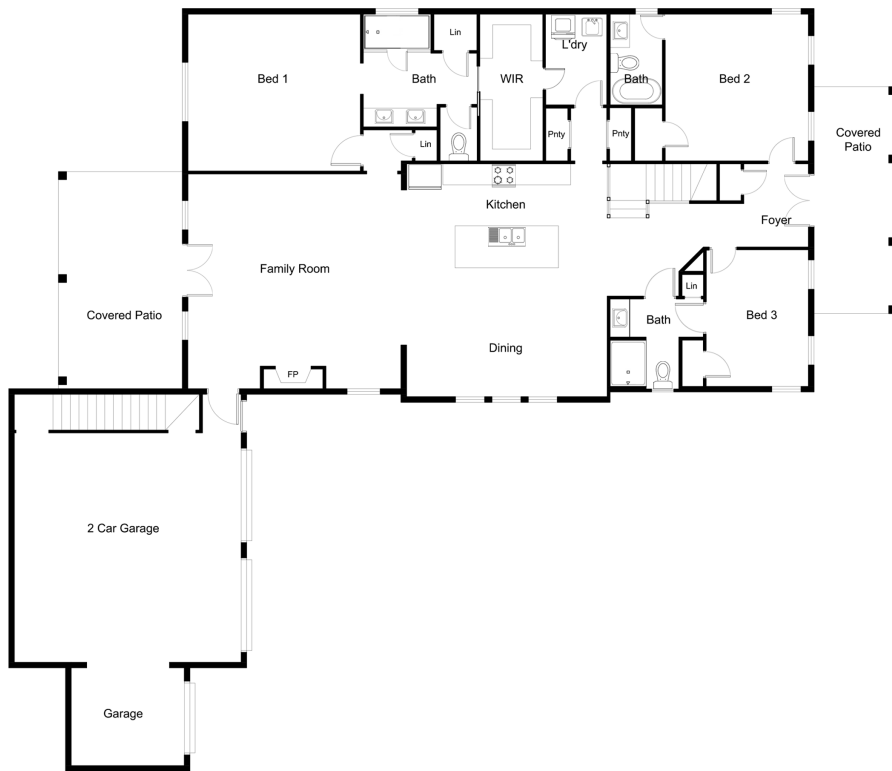 L'dry
Lin
Bed 1
Bath
WIR
Bath
Bed 2
Pnty
Pnty
Covered
Patio
Lin
Kitchen
Foyer
Family Room
Lin
Covered Patio
Bath
Bed 3
Dining
FP
2 Car Garage
Garage